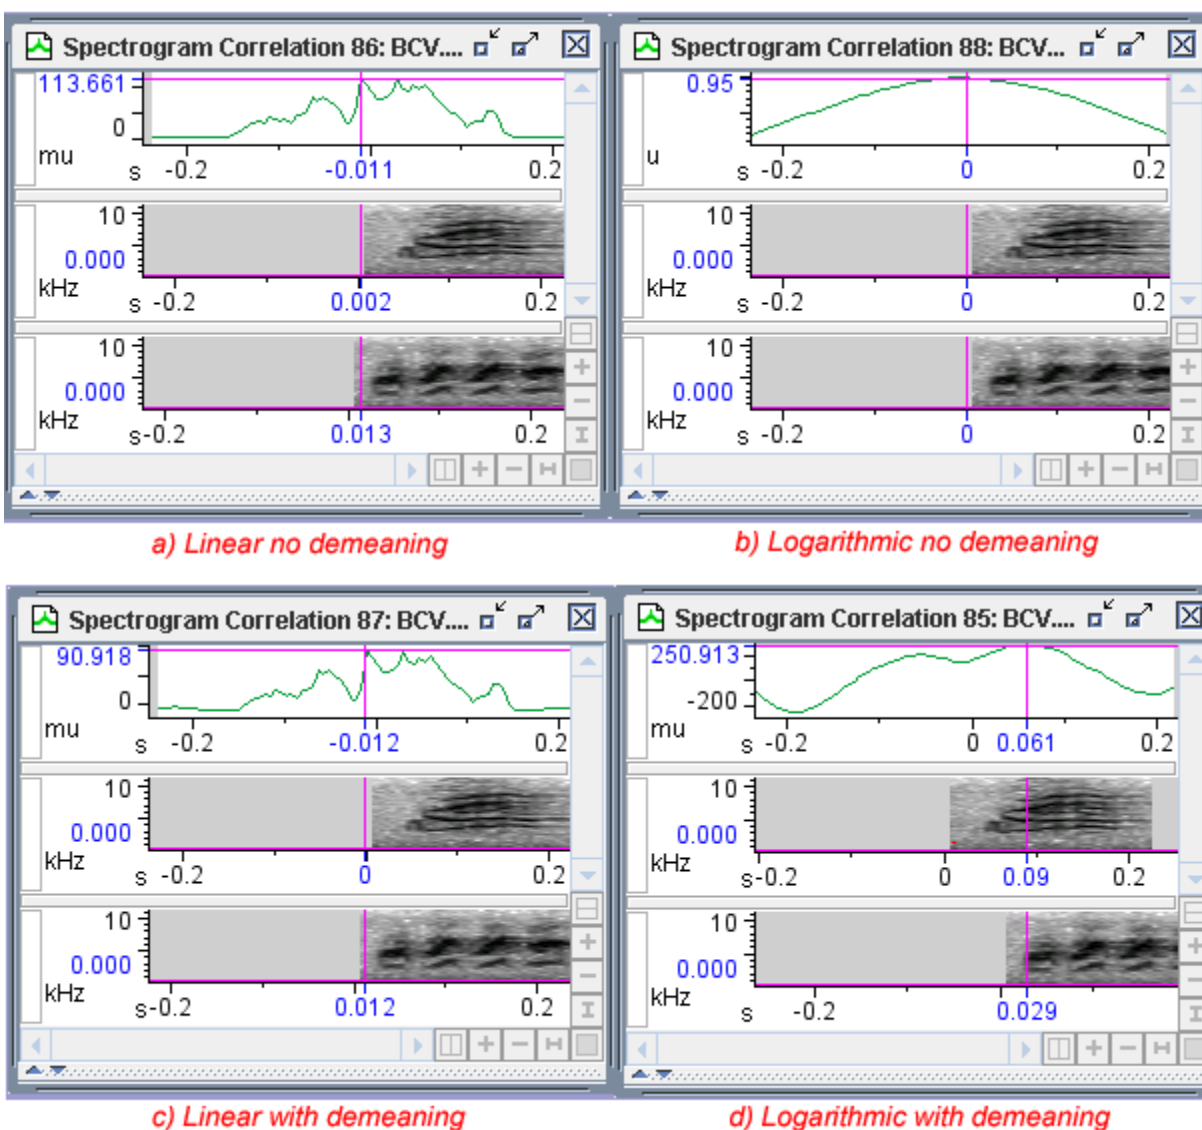 Spectrogram Correlation 86: BCV....
113.661
0
mu
s -0.2 -0.011 0.2
10
0.000
kHz
s -0.2 0.002 0.2
10
0.000
kHz
s-0.2 0.013 0.2
a) Linear no demeaning
Spectrogram Correlation 88: BCV...
0.95
u
s -0.2 0 0.2
10
0.000
kHz
s -0.2 0 0.2
10
0.000
kHz
s -0.2 0 0.2
b) Logarithmic no demeaning
Spectrogram Correlation 87: BCV....
90.918
0
mu
s -0.2 -0.012 0.2
10
0.000
kHz
s -0.2 0 0.2
10
0.000
kHz
s-0.2 0.012 0.2
c) Linear with demeaning
Spectrogram Correlation 85: BCV....
250.913
-200
mu
s -0.2 0 0.061 0.2
10
0.000
kHz
s-0.2 0 0.09 0.2
10
0.000
kHz
s -0.2 0.029
d) Logarithmic with demeaning